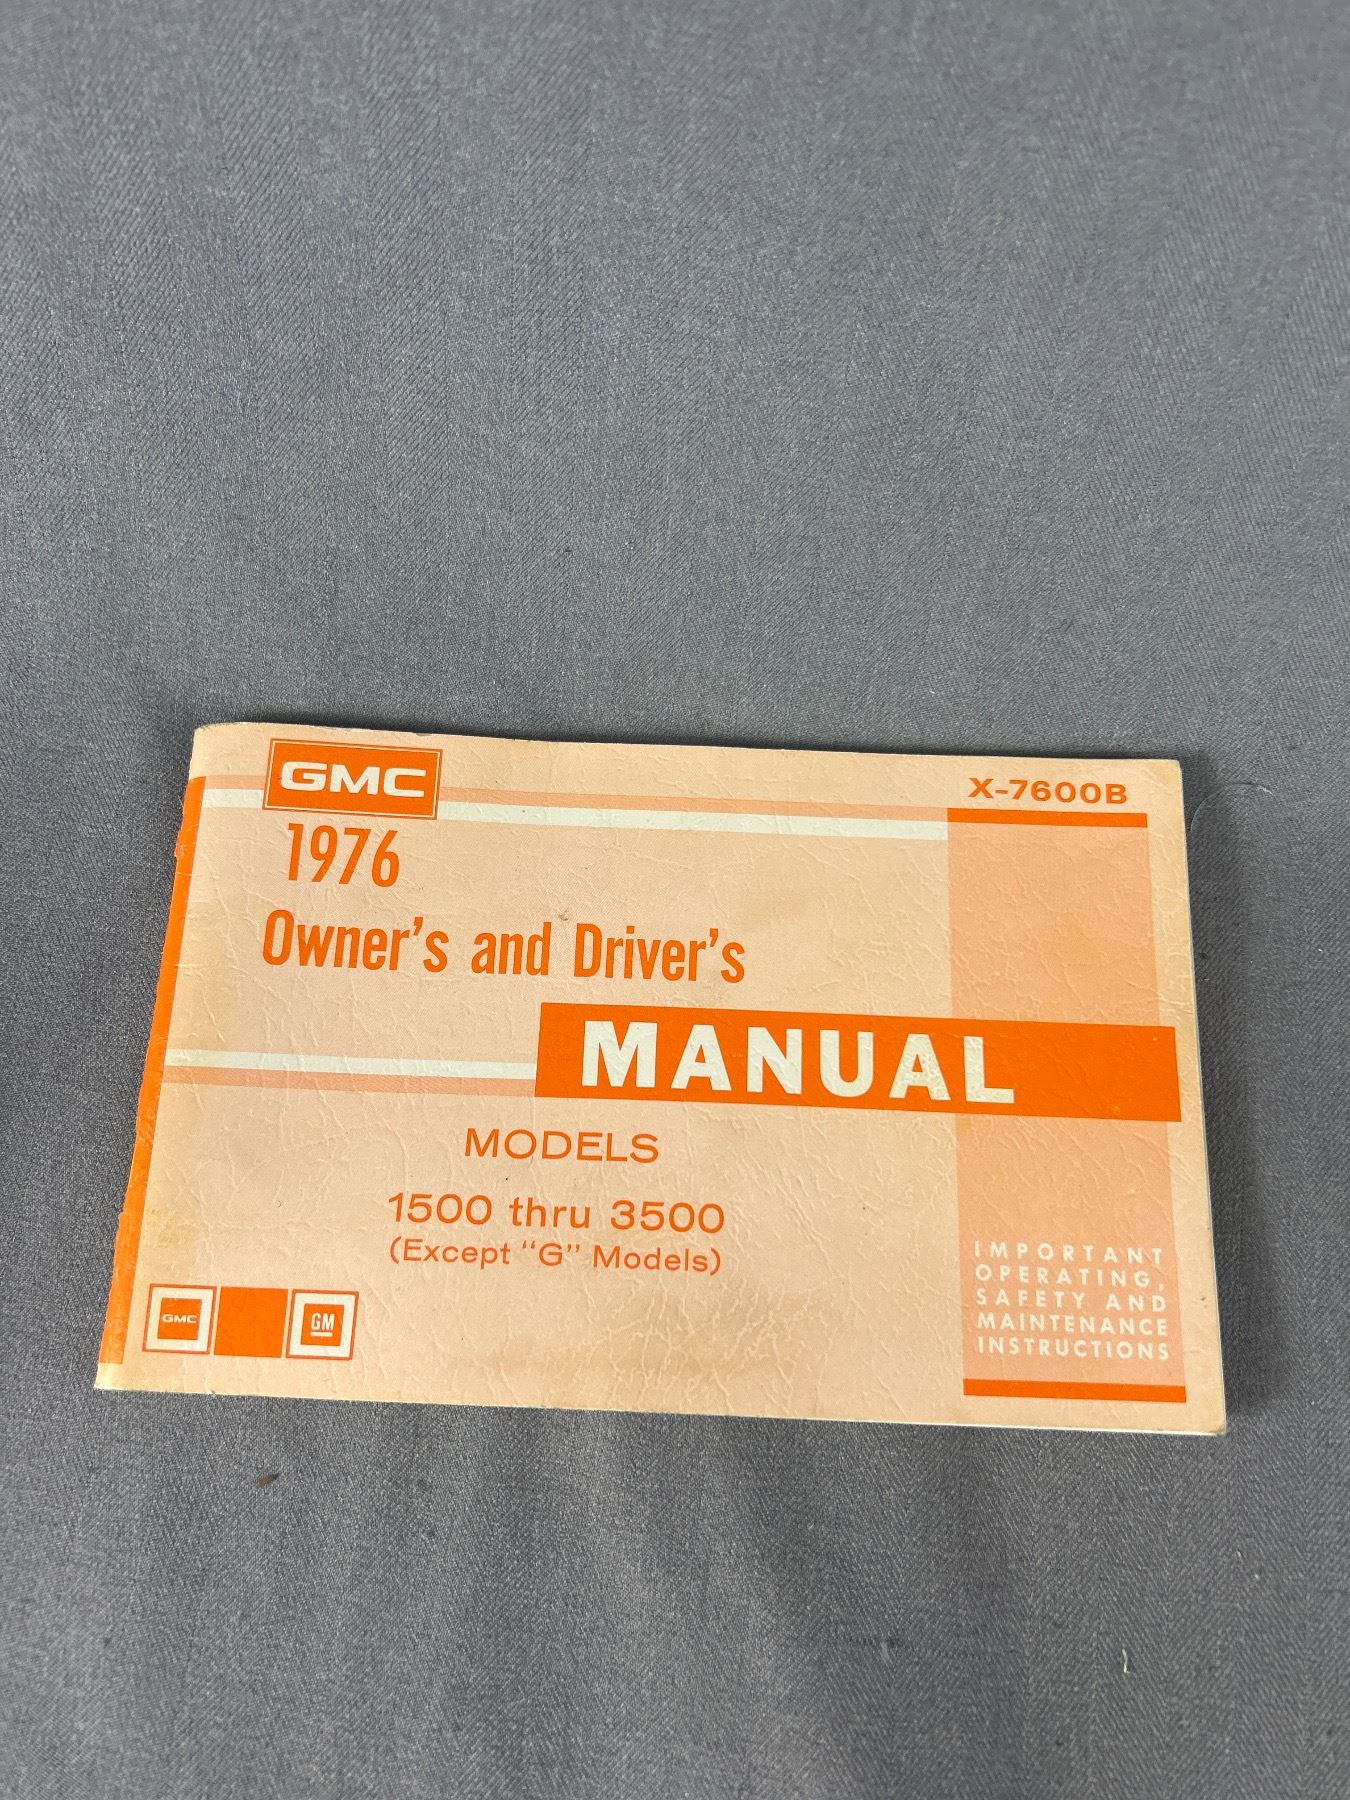 GMC
X-7600B
1976
Owner's and Driver's
MANUAL
MODELS
1500 thru 3500
(Except "G" Models)
IMPORTANT
OPERATING,
SAFETY AND
MAINTENANCE
INSTRUCTIONS
GMC
GM